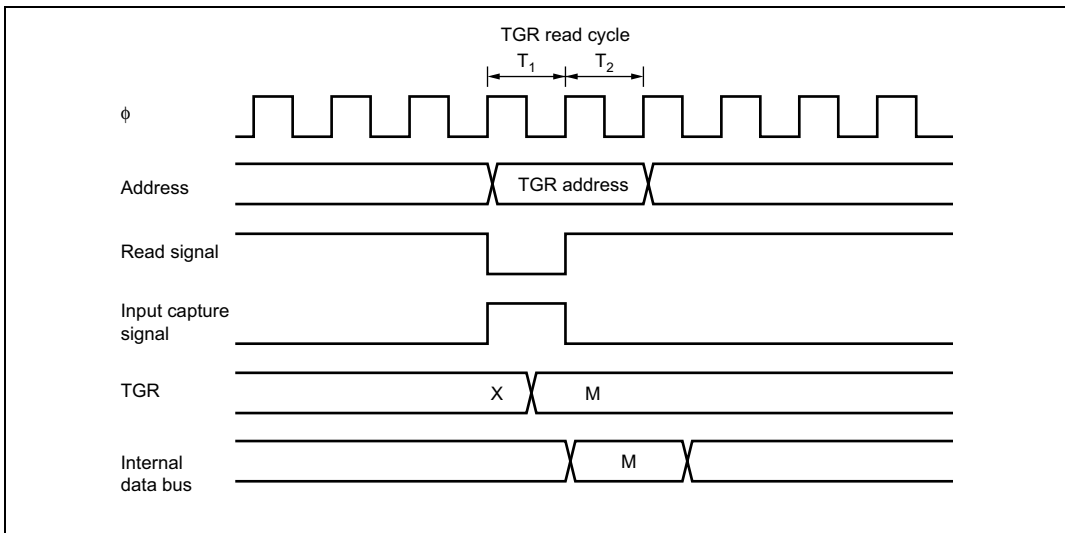 TGR read cycle
T₁ T₂
ϕ
Address
TGR address
Read signal
Input capture
signal
TGR
X
M
Internal
data bus
M